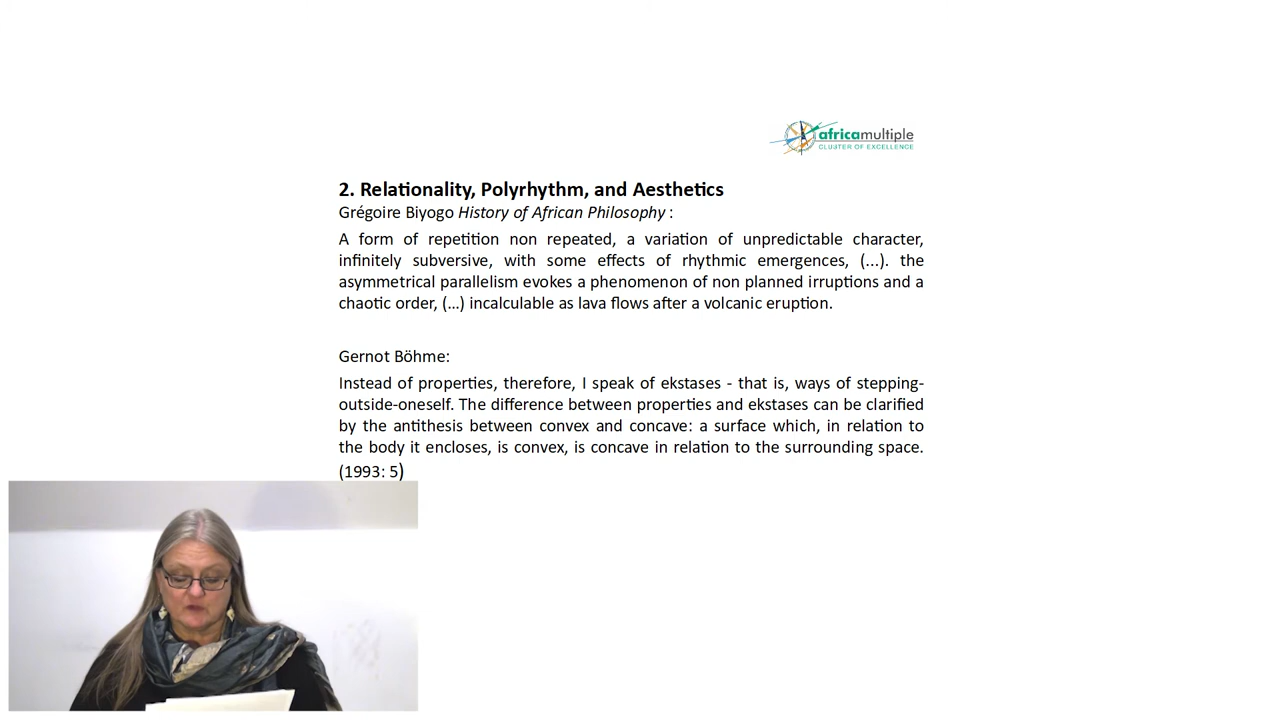 africamultiple
CLUSTER OF EXCELLENCE
2. Relationality, Polyrhythm, and Aesthetics
Grégoire Biyogo History of African Philosophy :
A form of repetition non repeated, a variation of unpredictable character,
infinitely subversive, with some effects of rhythmic emergences, (...). the
asymmetrical parallelism evokes a phenomenon of non planned irruptions and a
chaotic order, (…) incalculable as lava flows after a volcanic eruption.
Gernot Böhme:
Instead of properties, therefore, I speak of ekstases - that is, ways of stepping-
outside-oneself. The difference between properties and ekstases can be clarified
by the antithesis between convex and concave: a surface which, in relation to
the body it encloses, is convex, is concave in relation to the surrounding space.
(1993: 5)